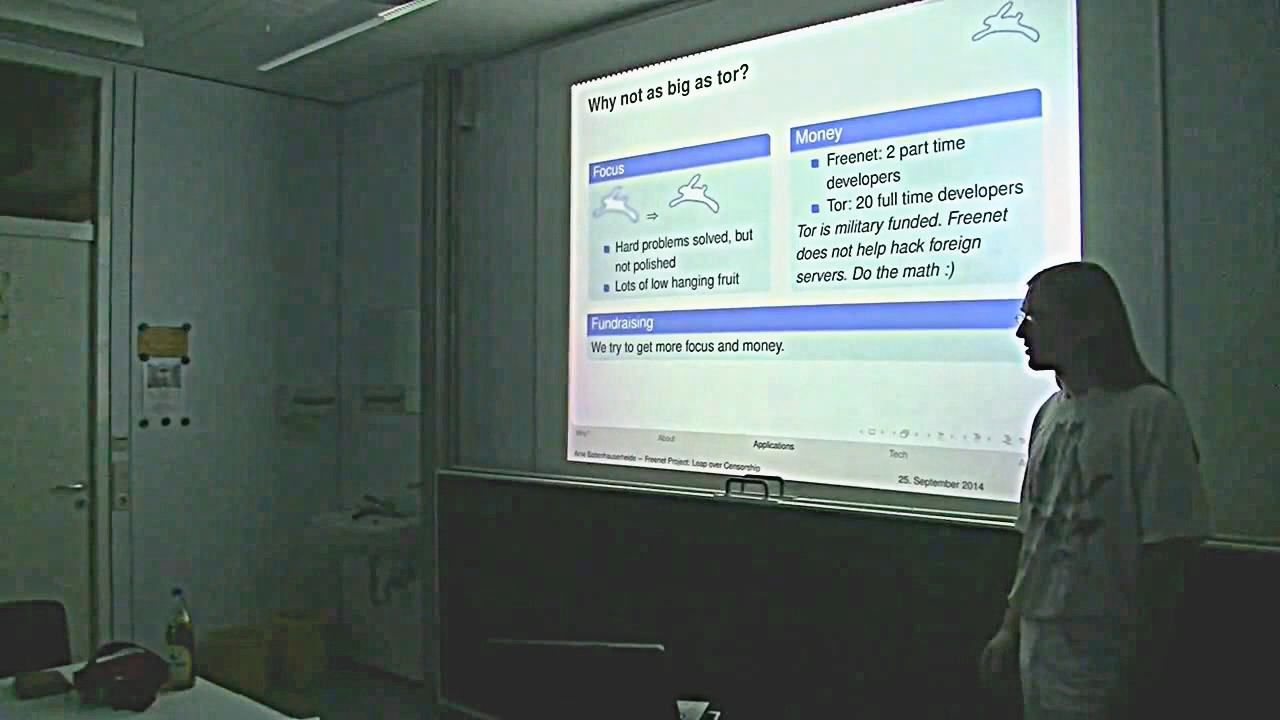 Why not as big as tor?
Focus
⇒
Hard problems solved, but
not polished
Lots of low hanging fruit
Money
Freenet: 2 part time
developers
Tor: 20 full time developers
Tor is military funded. Freenet
does not help hack foreign
servers. Do the math :)
Fundraising
We try to get more focus and money.
Why?
About
Applications
Tech
Arne Babenhauserheide — Freenet Project: Leap over Censorship
25. September 2014